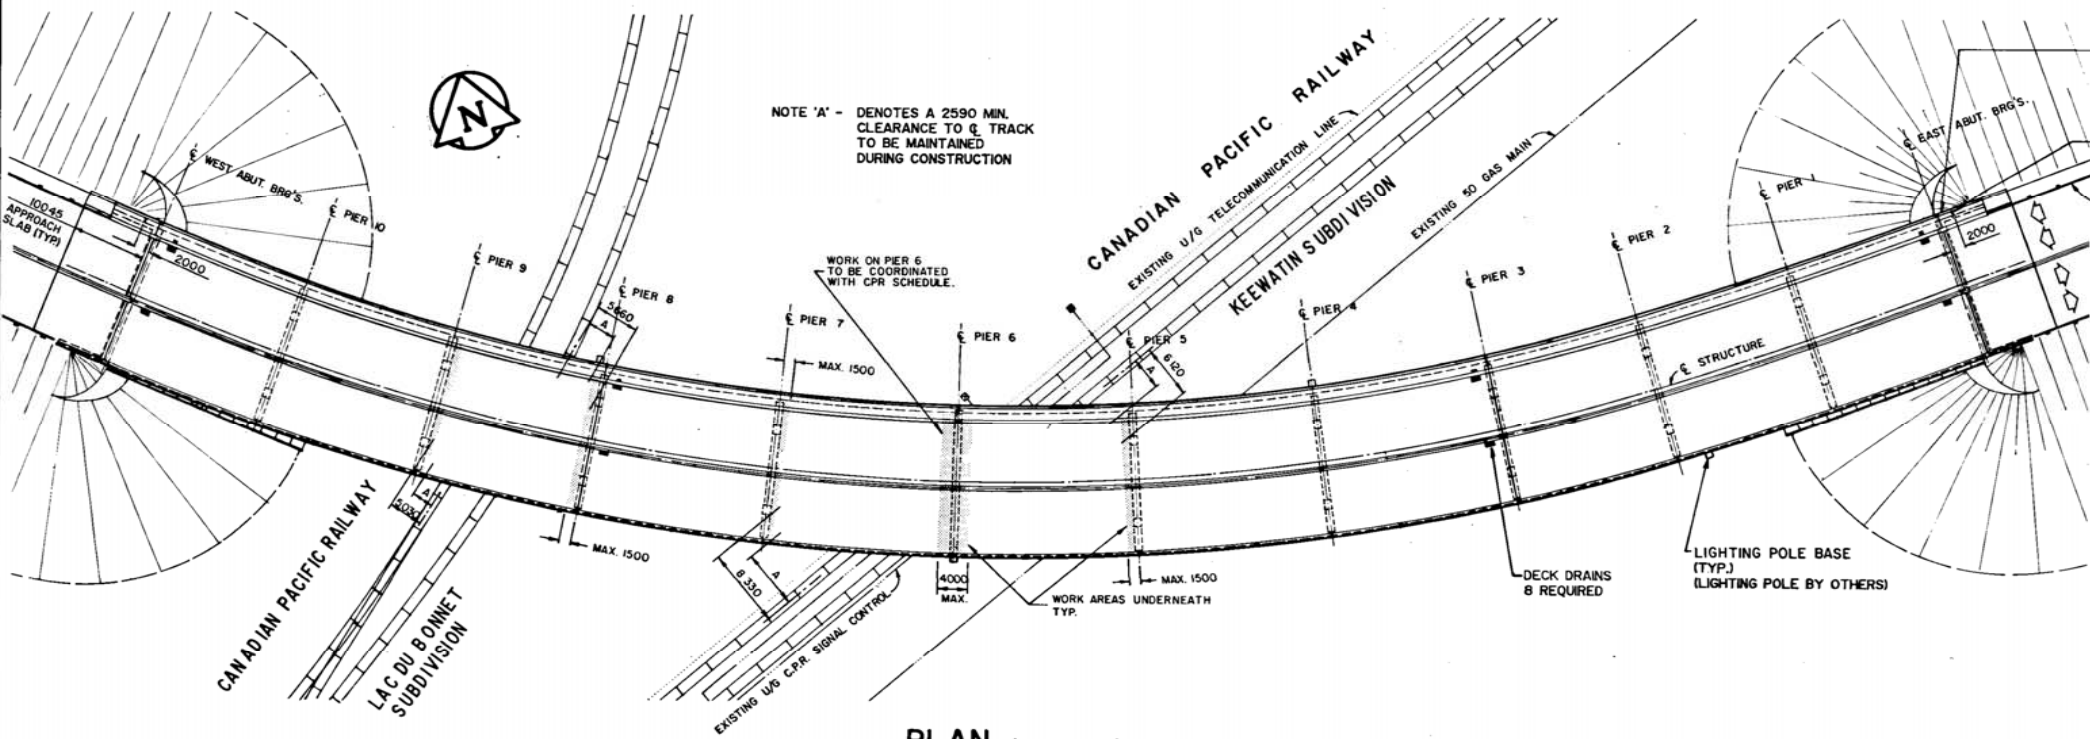 N
NOTE 'A' - DENOTES A 2590 MIN.
CLEARANCE TO ℄ TRACK
TO BE MAINTAINED
DURING CONSTRUCTION
CANADIAN PACIFIC RAILWAY
EXISTING U/G TELECOMMUNICATION LINE
KEEWATIN SUBDIVISION
EXISTING 50 GAS MAIN
℄ EAST ABUT. BRG'S.
℄ WEST ABUT. BRG'S.
10045
APPROACH
SLAB (TYP.)
2000
℄ PIER 10
℄ PIER 9
℄ PIER 8
5660
A
℄ PIER 7
MAX. 1500
WORK ON PIER 6
TO BE COORDINATED
WITH CPR SCHEDULE.
℄ PIER 6
℄ PIER 5
6120
A
℄ PIER 4
℄ PIER 3
℄ PIER 2
℄ PIER 1
2000
℄ STRUCTURE
A
5030
CANADIAN PACIFIC RAILWAY
LAC DU BONNET
SUBDIVISION
MAX. 1500
A
8 330
EXISTING U/G C.P.R. SIGNAL CONTROL
4000
MAX.
WORK AREAS UNDERNEATH
TYP.
MAX. 1500
DECK DRAINS
8 REQUIRED
LIGHTING POLE BASE
(TYP.)
(LIGHTING POLE BY OTHERS)
PLAN